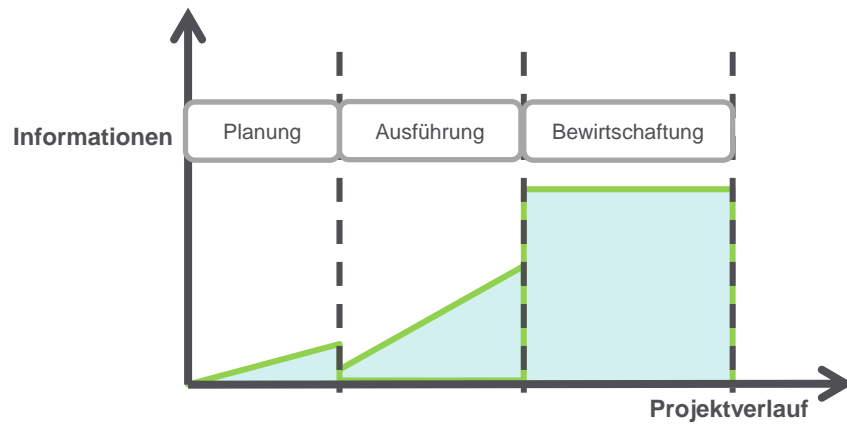 Planung
Ausführung
Bewirtschaftung
Informationen
Projektverlauf